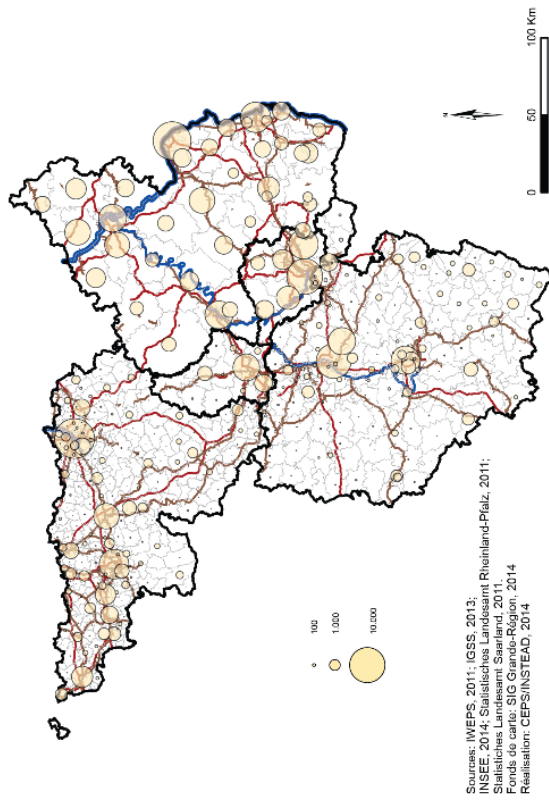 100 Km
50
0
N
100
1.000
10.000
Sources: IWEPS, 2011; IGSS, 2013;
INSEE, 2014; Statistisches Landesamt Rheinland-Pfalz, 2011;
Statistiches Landesamt Saarland, 2011.
Fonds de carte: SIG Grande-Région, 2014
Réalisation: CEPS/INSTEAD, 2014